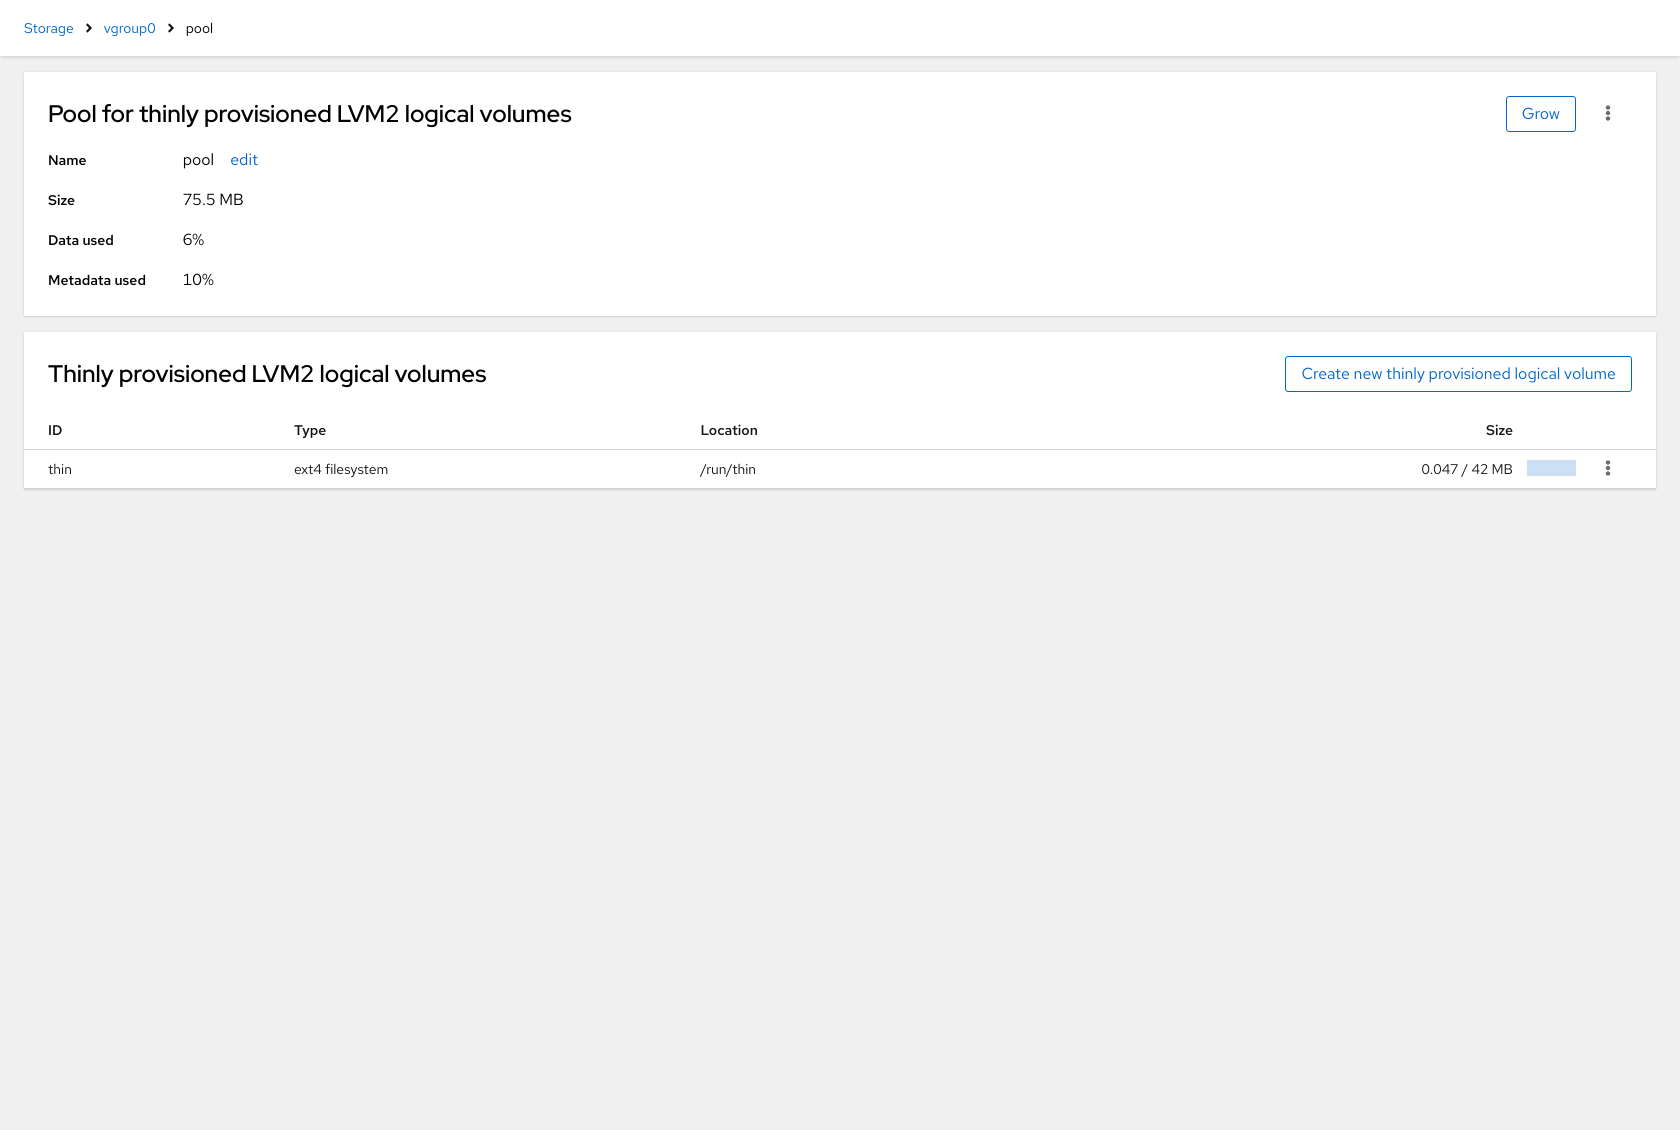 Storage > vgroup0 > pool
Pool for thinly provisioned LVM2 logical volumes Grow
Name pool edit
Size 75.5 MB
Data used 6%
Metadata used 10%
Thinly provisioned LVM2 logical volumes Create new thinly provisioned logical volume
ID Type Location Size
thin ext4 filesystem /run/thin 0.047 / 42 MB